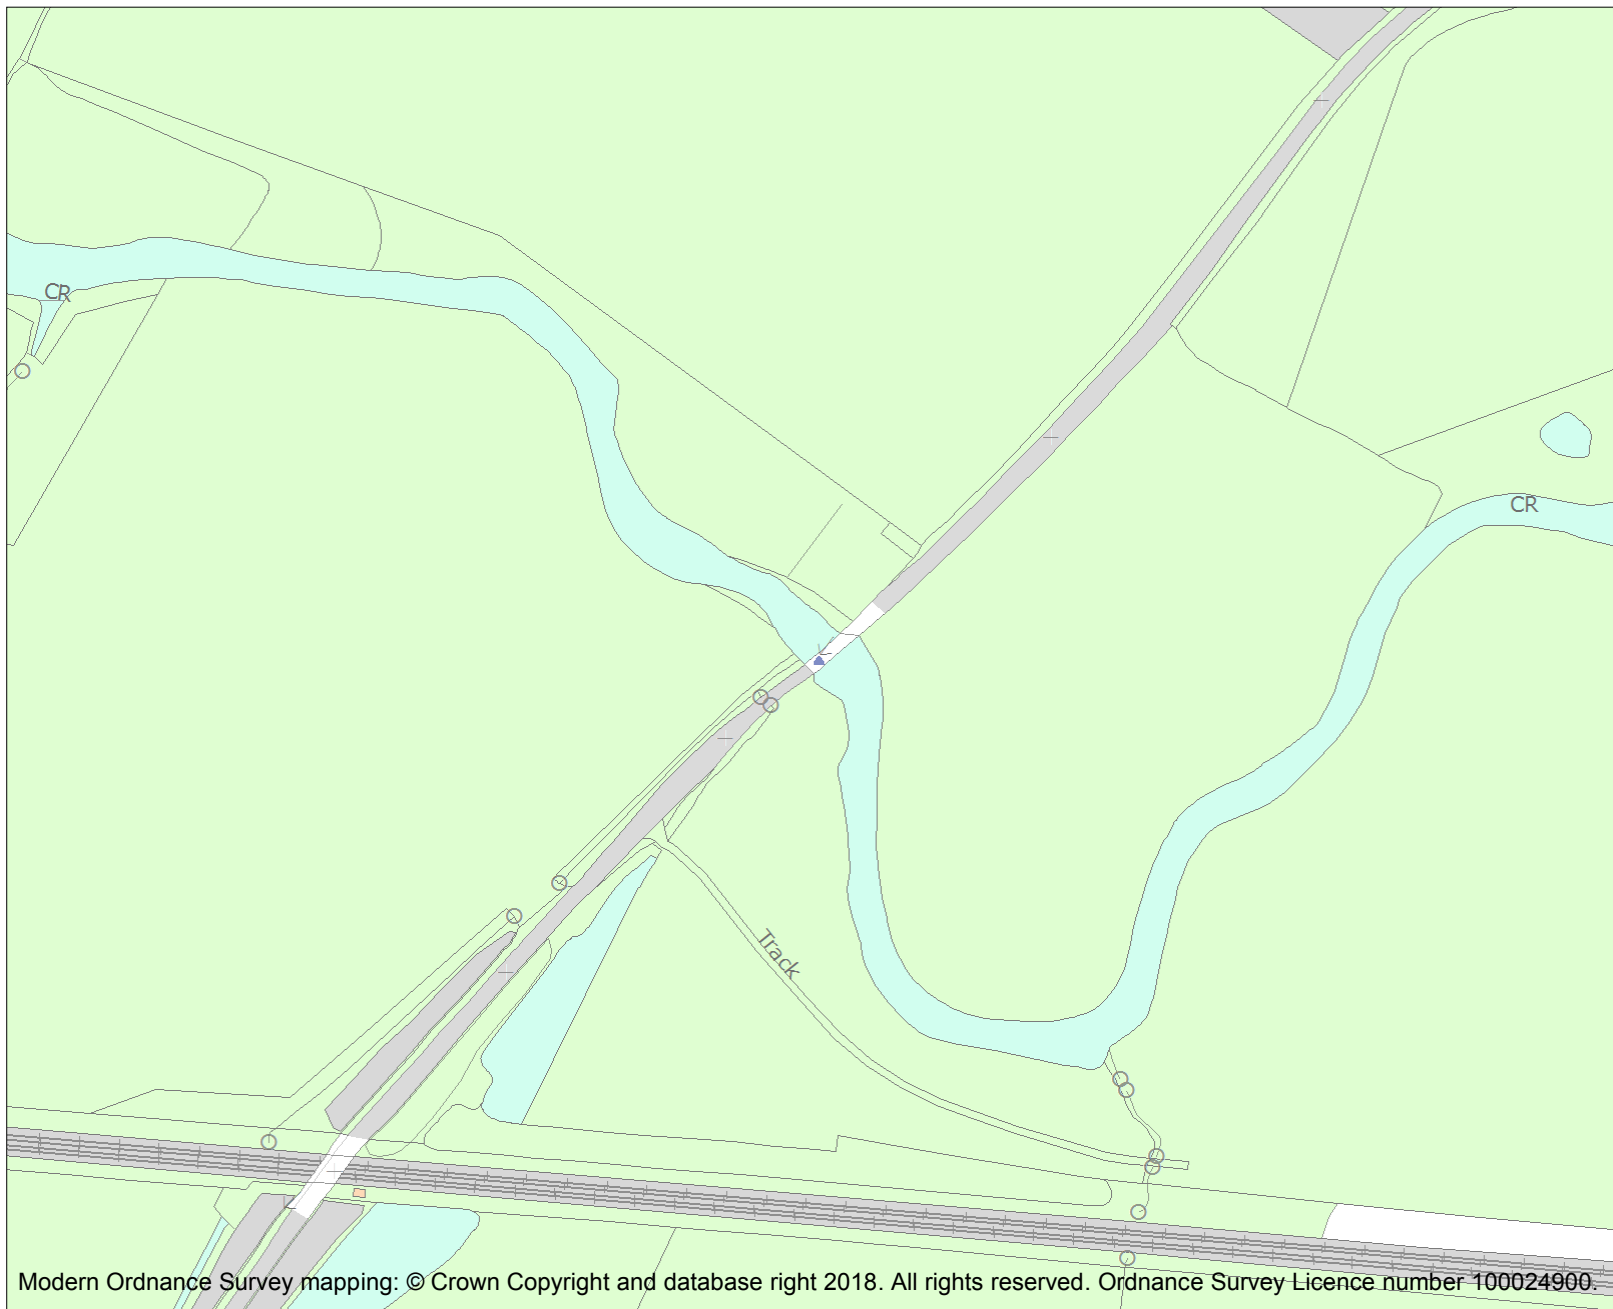 CR
CR
Track
Modern Ordnance Survey mapping: © Crown Copyright and database right 2018. All rights reserved. Ordnance Survey Licence number 100024900.